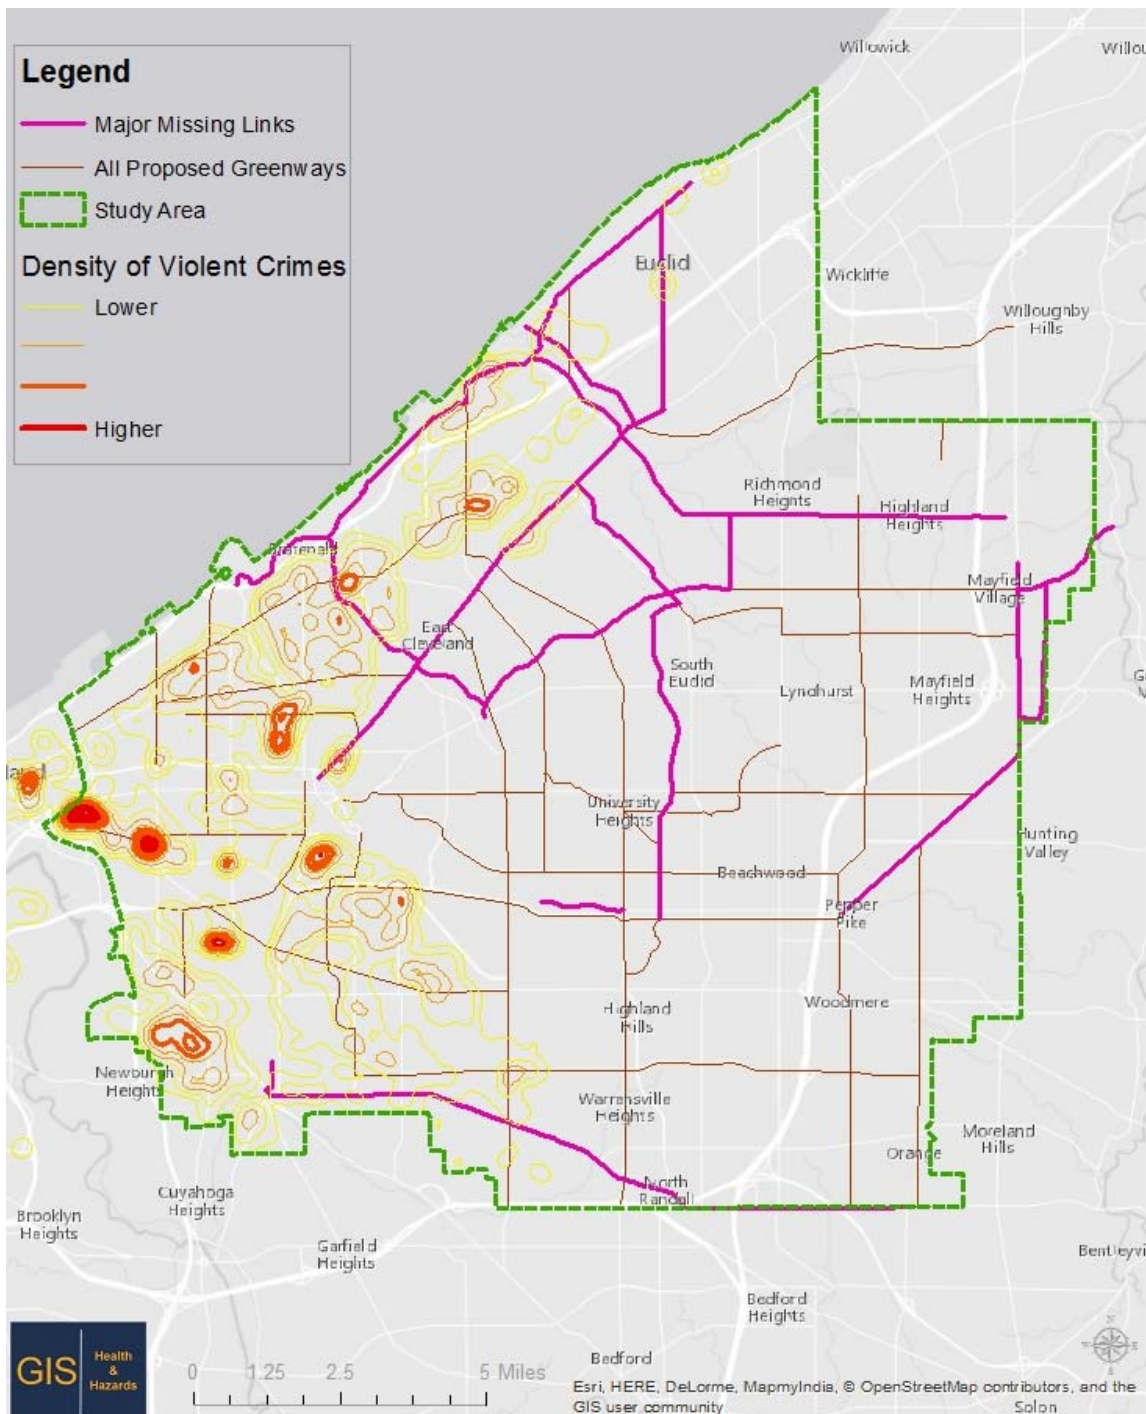 Willowick
Willou
Legend
Major Missing Links
All Proposed Greenways
Study Area
Density of Violent Crimes
Lower
Higher
Euclid
Wickliffe
Willoughby
Hills
Richmond
Heights
Highland
Heights
Bratenahl
Mayfield
Village
East
Cleveland
South
Euclid
Lyndhurst
Mayfield
Heights
land
University
Heights
Hunting
Valley
Beachwood
Pepper
Pike
Highland
Hills
Woodmere
Newburgh
Heights
Warrensville
Heights
Moreland
Hills
Orange
Cuyahoga
Heights
North
Randall
Brooklyn
Heights
Garfield
Heights
Bentleyvi
Bedford
Heights
GIS
Health
&
Hazards
0 1.25 2.5 5 Miles
Bedford
N
Esri, HERE, DeLorme, MapmyIndia, © OpenStreetMap contributors, and the
GIS user community
Solon